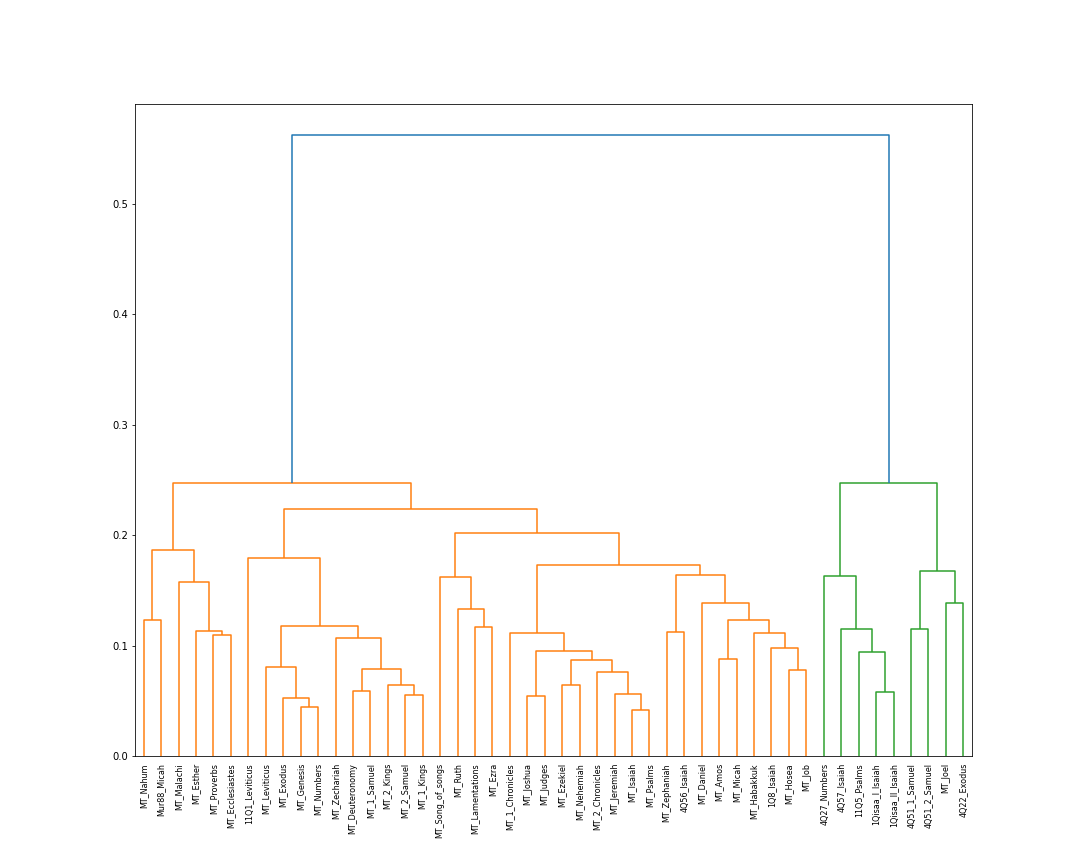 0.5
0.4
0.3
0.2
0.1
0.0
MT_Nahum
Mur88_Micah
MT_Malachi
MT_Esther
MT_Proverbs
MT_Ecclesiastes
11Q1_Leviticus
MT_Leviticus
MT_Exodus
MT_Genesis
MT_Numbers
MT_Zechariah
MT_Deuteronomy
MT_1_Samuel
MT_2_Kings
MT_2_Samuel
MT_1_Kings
MT_Song_of_songs
MT_Ruth
MT_Lamentations
MT_Ezra
MT_1_Chronicles
MT_Joshua
MT_Judges
MT_Ezekiel
MT_Nehemiah
MT_2_Chronicles
MT_Jeremiah
MT_Isaiah
MT_Psalms
MT_Zephaniah
4Q56_Isaiah
MT_Daniel
MT_Amos
MT_Micah
MT_Habakkuk
1Q8_Isaiah
MT_Hosea
MT_Job
4Q27_Numbers
4Q57_Isaiah
11Q5_Psalms
1Qisaa_I_Isaiah
1Qisaa_II_Isaiah
4Q51_1_Samuel
4Q51_2_Samuel
MT_Joel
4Q22_Exodus